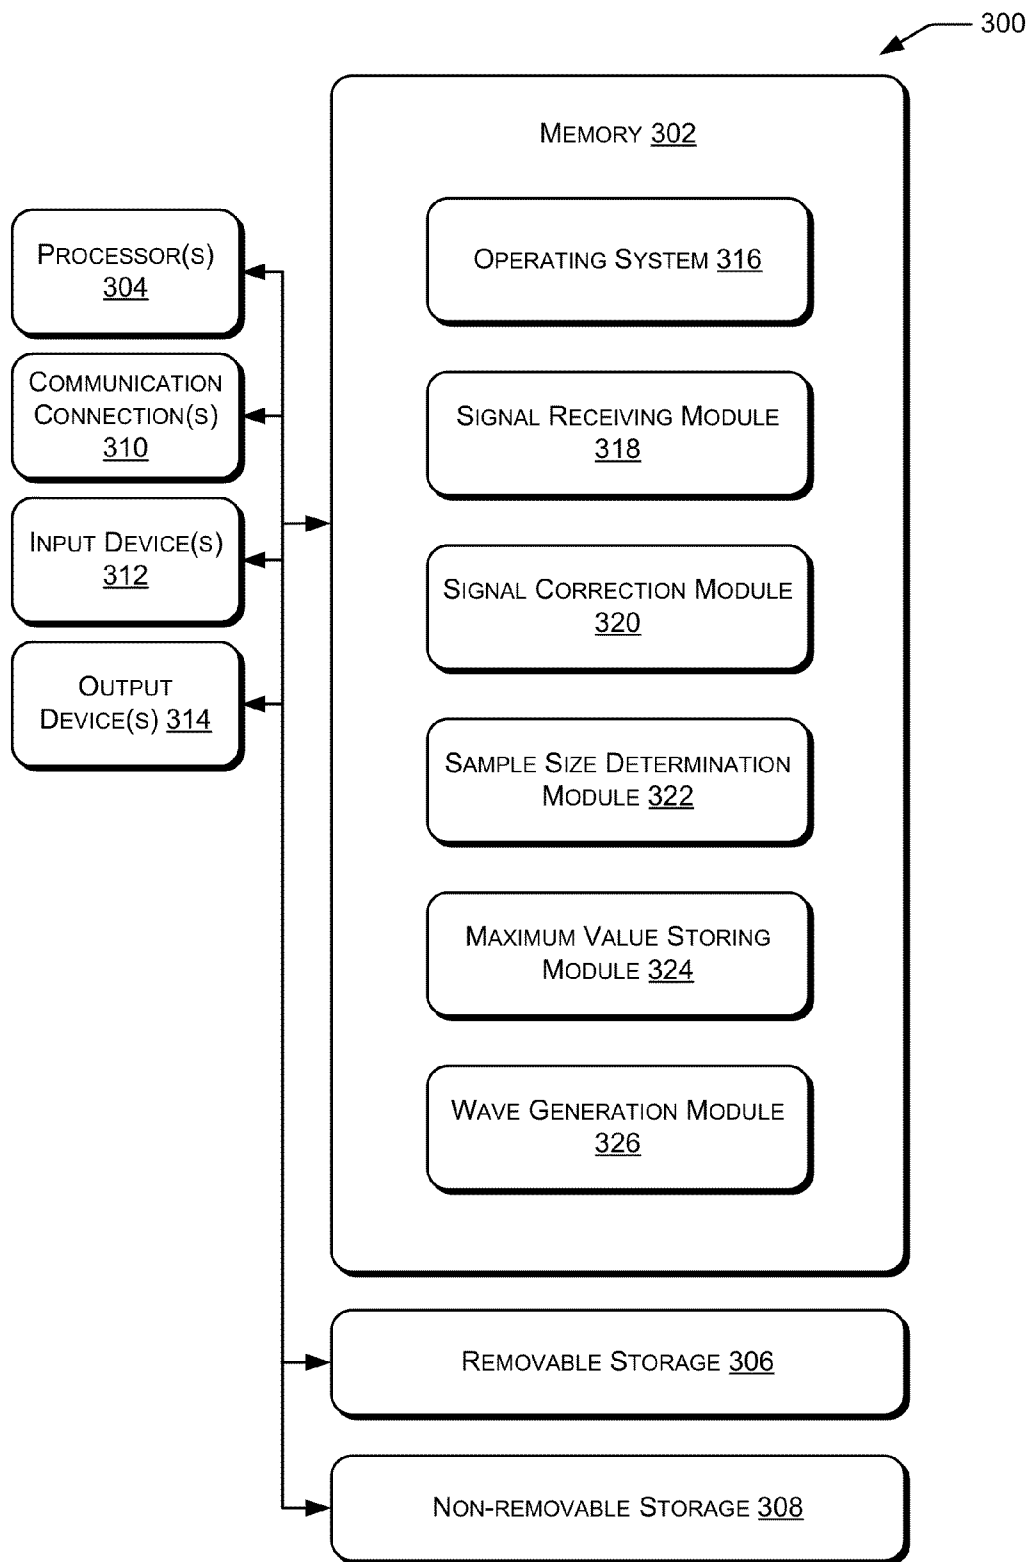 300
MEMORY 302
OPERATING SYSTEM 316
PROCESSOR(S)
304
COMMUNICATION
CONNECTION(S)
310
INPUT DEVICE(S)
312
OUTPUT
DEVICE(S) 314
SIGNAL RECEIVING MODULE
318
SIGNAL CORRECTION MODULE
320
SAMPLE SIZE DETERMINATION
MODULE 322
MAXIMUM VALUE STORING
MODULE 324
WAVE GENERATION MODULE
326
REMOVABLE STORAGE 306
NON-REMOVABLE STORAGE 308